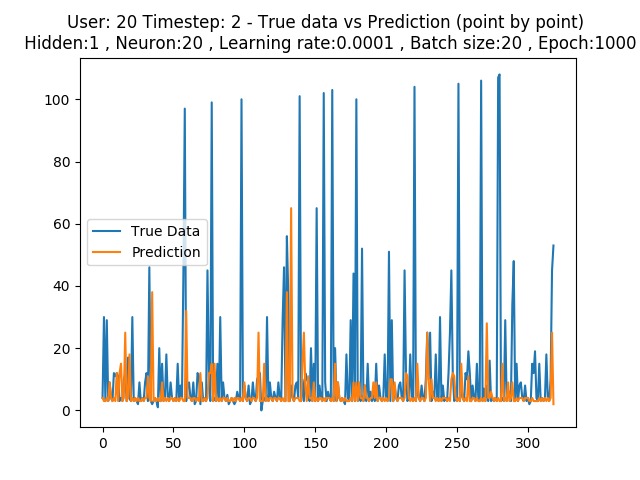 User: 20 Timestep: 2 - True data vs Prediction (point by point)
Hidden:1 , Neuron:20 , Learning rate:0.0001 , Batch size:20 , Epoch:1000
100
80
60
40
20
0
True Data
Prediction
0 50 100 150 200 250 300